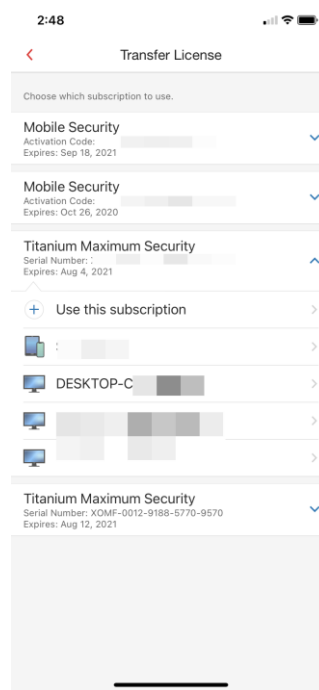 2:48
Transfer License
Choose which subscription to use.
Mobile Security
Activation Code:
Expires: Sep 18, 2021
Mobile Security
Activation Code:
Expires: Oct 26, 2020
Titanium Maximum Security
Serial Number:
Expires: Aug 4, 2021
Use this subscription
DESKTOP-C
Titanium Maximum Security
Serial Number: XOMF-0012-9188-5770-9570
Expires: Aug 12, 2021